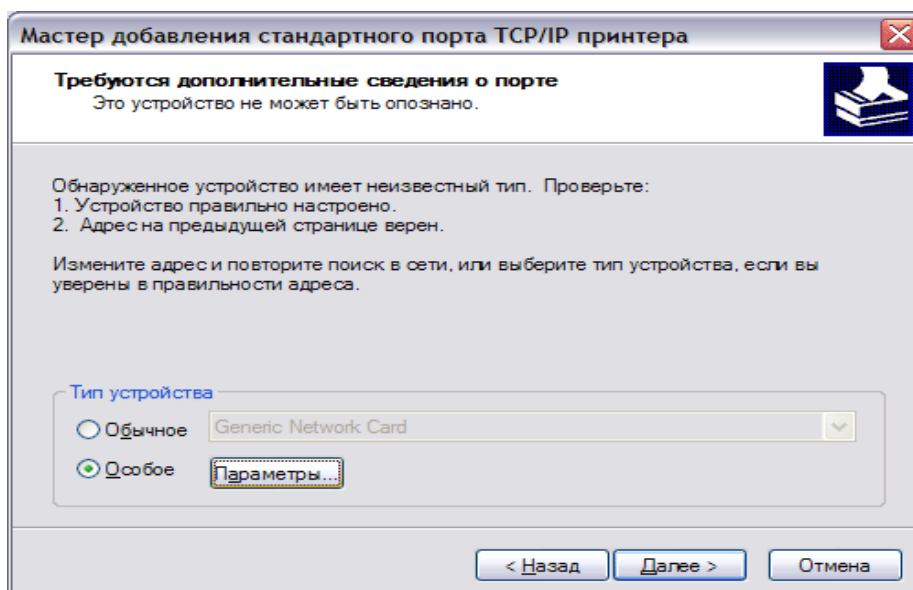 Мастер добавления стандартного порта TCP/IP принтера
Требуются дополнительные сведения о порте
Это устройство не может быть опознано.
Обнаруженное устройство имеет неизвестный тип. Проверьте:
1. Устройство правильно настроено.
2. Адрес на предыдущей странице верен.
Измените адрес и повторите поиск в сети, или выберите тип устройства, если вы
уверены в правильности адреса.
Тип устройства
Обычное
Generic Network Card
Особое
Параметры...
< Назад
Далее >
Отмена